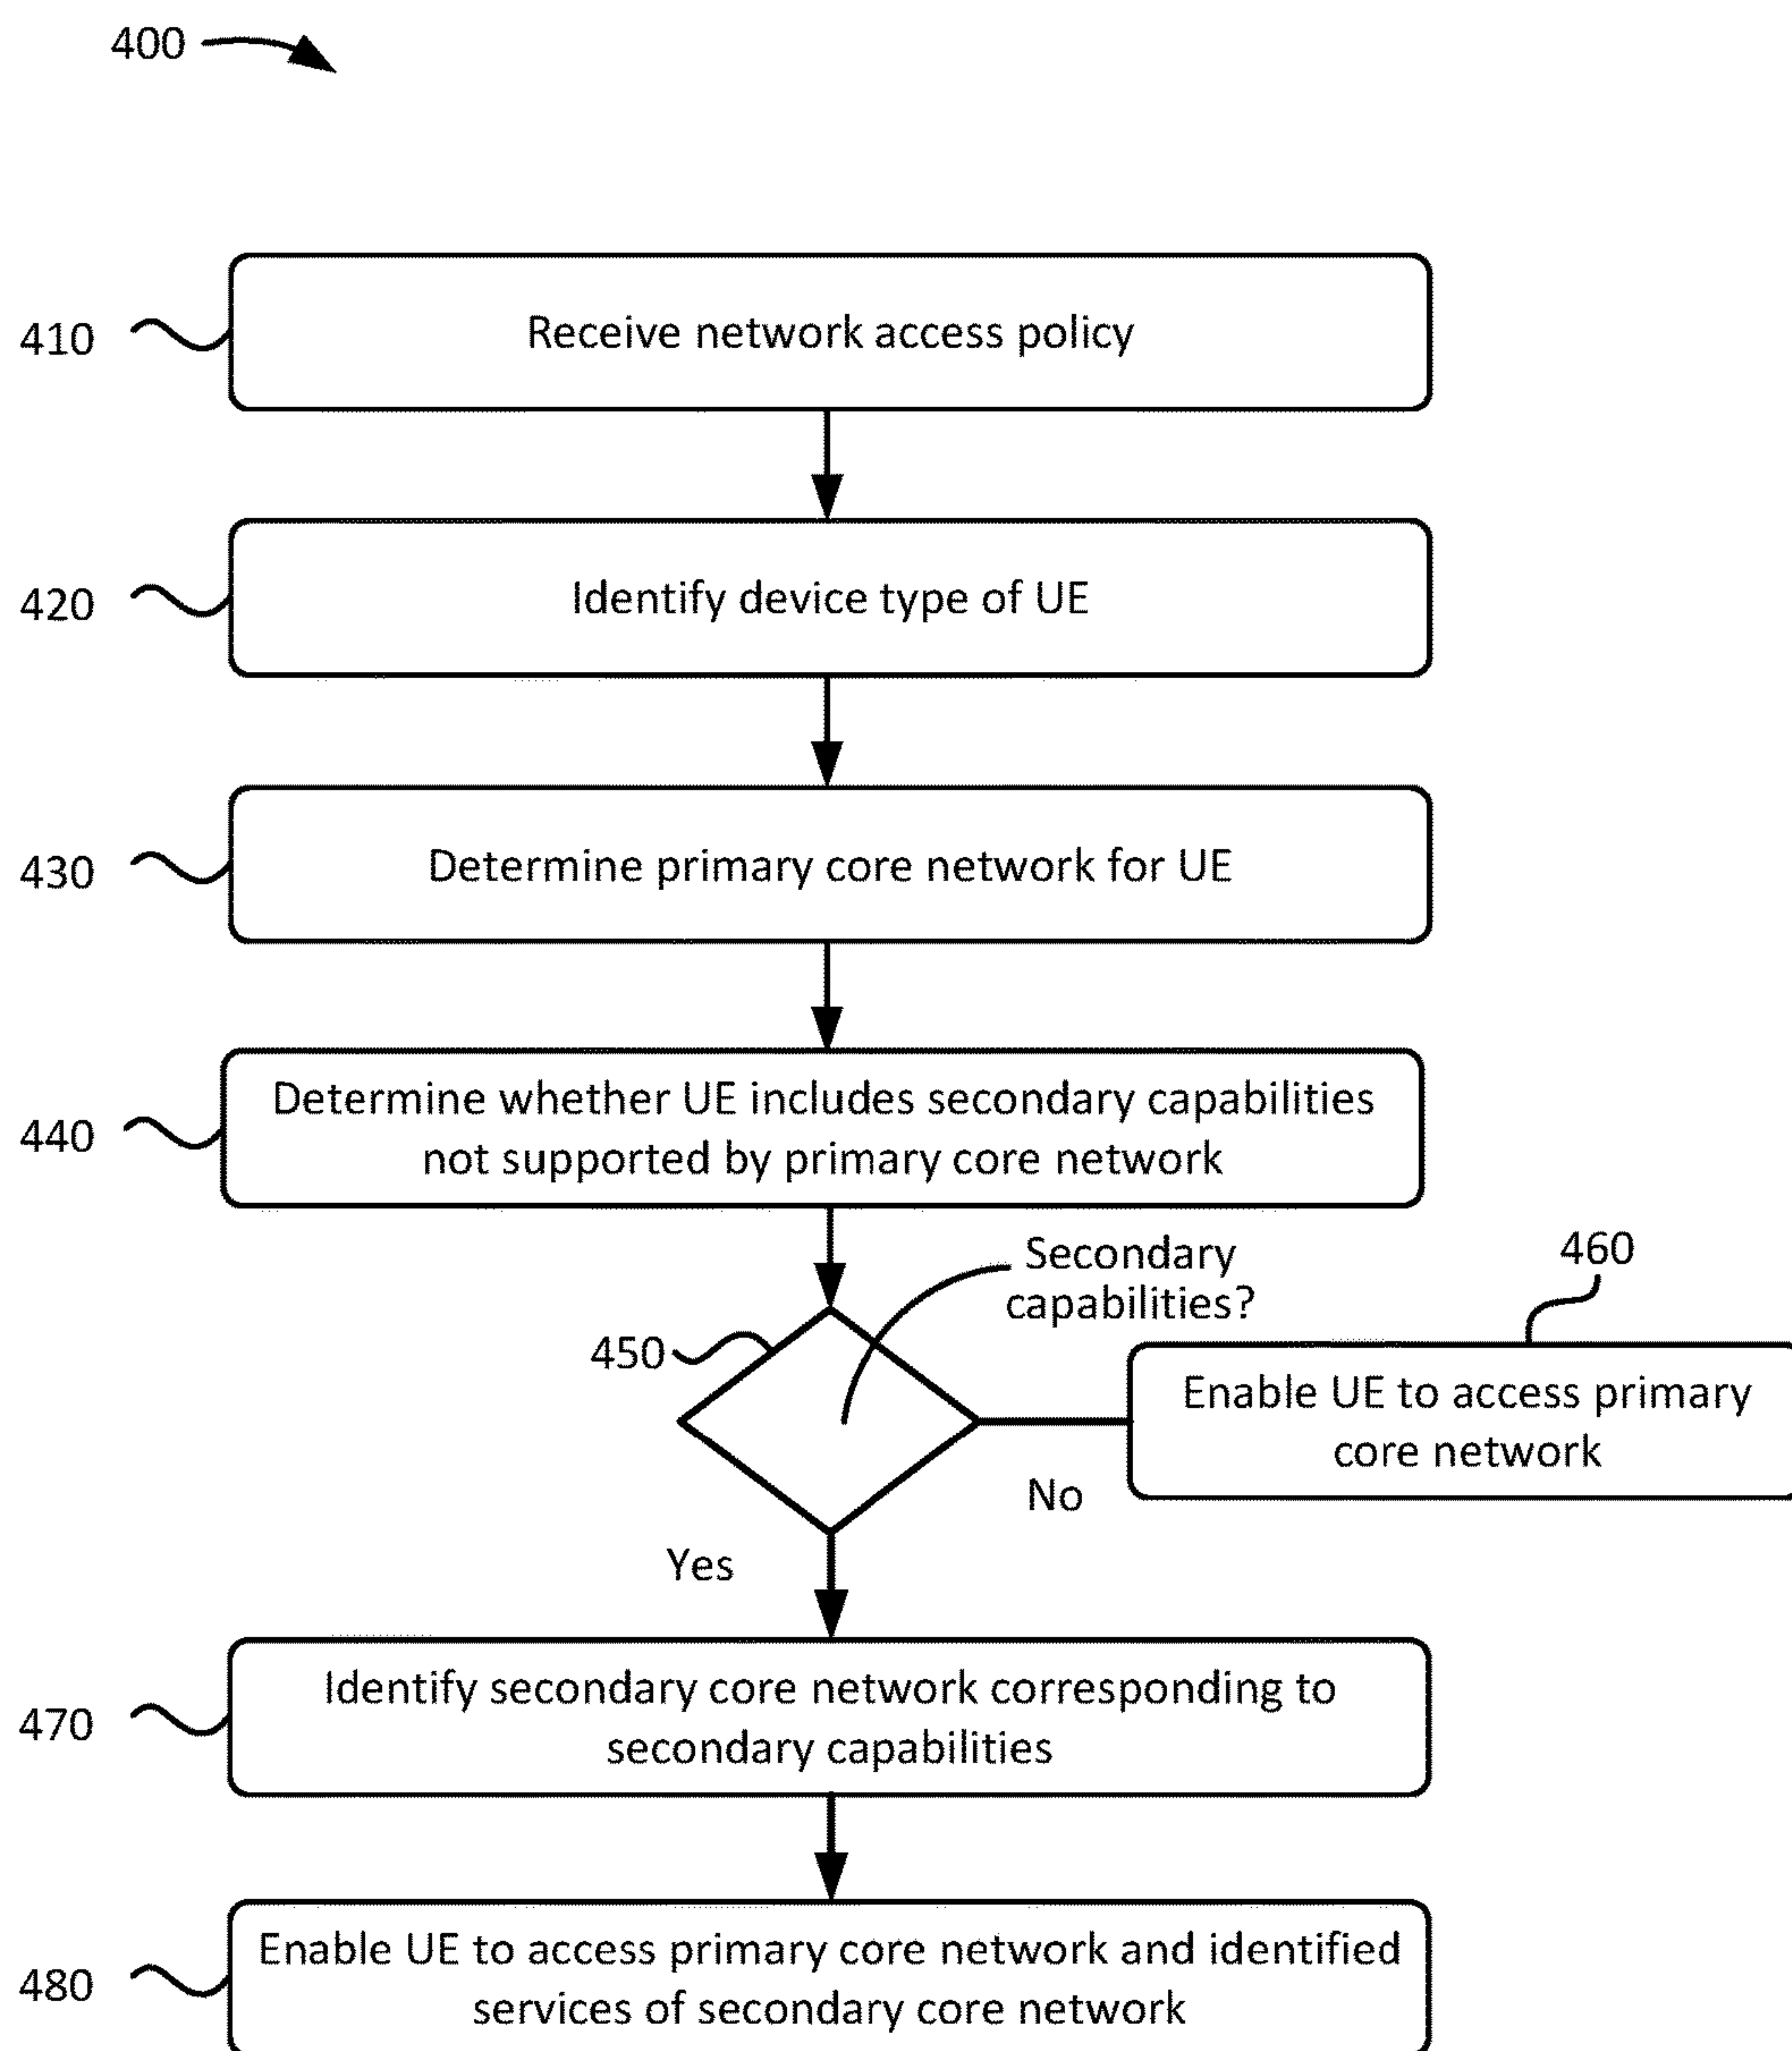 400
410
Receive network access policy
420
Identify device type of UE
430
Determine primary core network for UE
440
Determine whether UE includes secondary capabilities
not supported by primary core network
Secondary
capabilities?
450
460
Enable UE to access primary
core network
No
Yes
470
Identify secondary core network corresponding to
secondary capabilities
480
Enable UE to access primary core network and identified
services of secondary core network